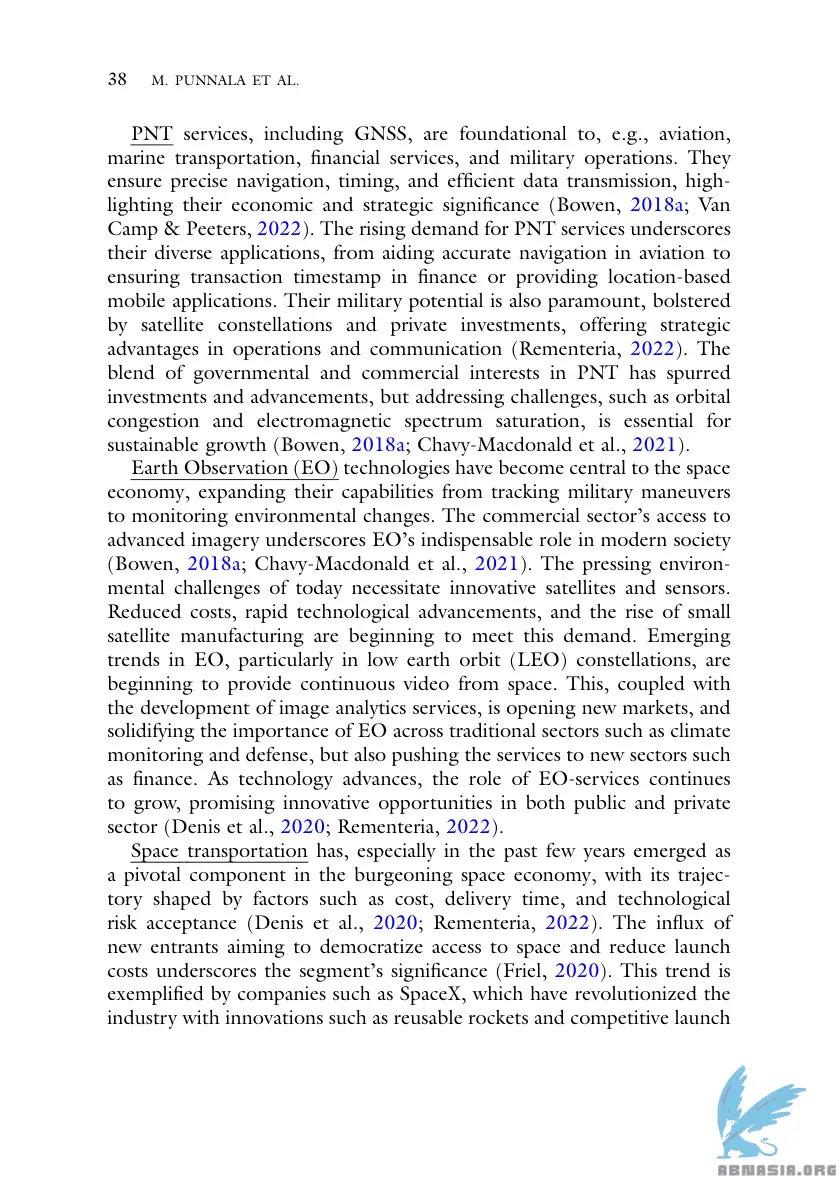 38 M. PUNNALA ET AL.
PNT services, including GNSS, are foundational to, e.g., aviation,
marine transportation, financial services, and military operations. They
ensure precise navigation, timing, and efficient data transmission, high-
lighting their economic and strategic significance (Bowen, 2018a; Van
Camp & Peeters, 2022). The rising demand for PNT services underscores
their diverse applications, from aiding accurate navigation in aviation to
ensuring transaction timestamp in finance or providing location-based
mobile applications. Their military potential is also paramount, bolstered
by satellite constellations and private investments, offering strategic
advantages in operations and communication (Rementeria, 2022). The
blend of governmental and commercial interests in PNT has spurred
investments and advancements, but addressing challenges, such as orbital
congestion and electromagnetic spectrum saturation, is essential for
sustainable growth (Bowen, 2018a; Chavy-Macdonald et al., 2021).
Earth Observation (EO) technologies have become central to the space
economy, expanding their capabilities from tracking military maneuvers
to monitoring environmental changes. The commercial sector's access to
advanced imagery underscores EO's indispensable role in modern society
(Bowen, 2018a; Chavy-Macdonald et al., 2021). The pressing environ-
mental challenges of today necessitate innovative satellites and sensors.
Reduced costs, rapid technological advancements, and the rise of small
satellite manufacturing are beginning to meet this demand. Emerging
trends in EO, particularly in low earth orbit (LEO) constellations, are
beginning to provide continuous video from space. This, coupled with
the development of image analytics services, is opening new markets, and
solidifying the importance of EO across traditional sectors such as climate
monitoring and defense, but also pushing the services to new sectors such
as finance. As technology advances, the role of EO-services continues
to grow, promising innovative opportunities in both public and private
sector (Denis et al., 2020; Rementeria, 2022).
Space transportation has, especially in the past few years emerged as
a pivotal component in the burgeoning space economy, with its trajec-
tory shaped by factors such as cost, delivery time, and technological
risk acceptance (Denis et al., 2020; Rementeria, 2022). The influx of
new entrants aiming to democratize access to space and reduce launch
costs underscores the segment's significance (Friel, 2020). This trend is
exemplified by companies such as SpaceX, which have revolutionized the
industry with innovations such as reusable rockets and competitive launch
ABNASIA.ORG